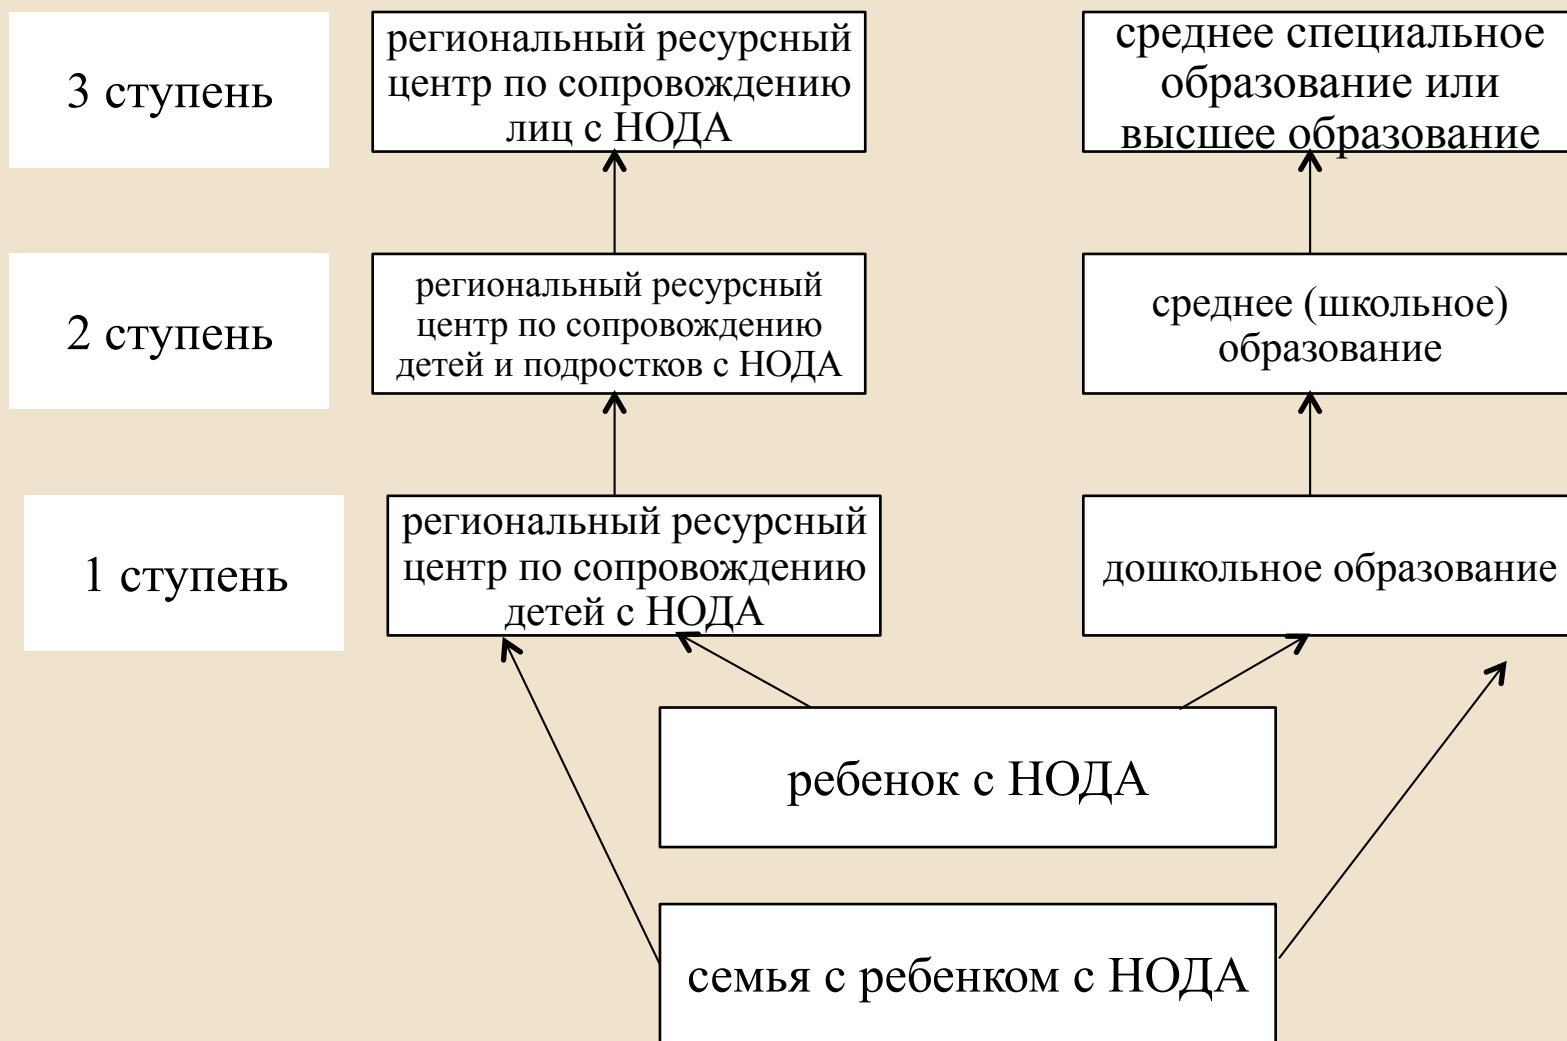 3 ступень
региональный ресурсный
центр по сопровождению
лиц с НОДА
среднее специальное
образование или
высшее образование
2 ступень
региональный ресурсный
центр по сопровождению
детей и подростков с НОДА
среднее (школьное)
образование
1 ступень
региональный ресурсный
центр по сопровождению
детей с НОДА
дошкольное образование
ребенок с НОДА
семья с ребенком с НОДА